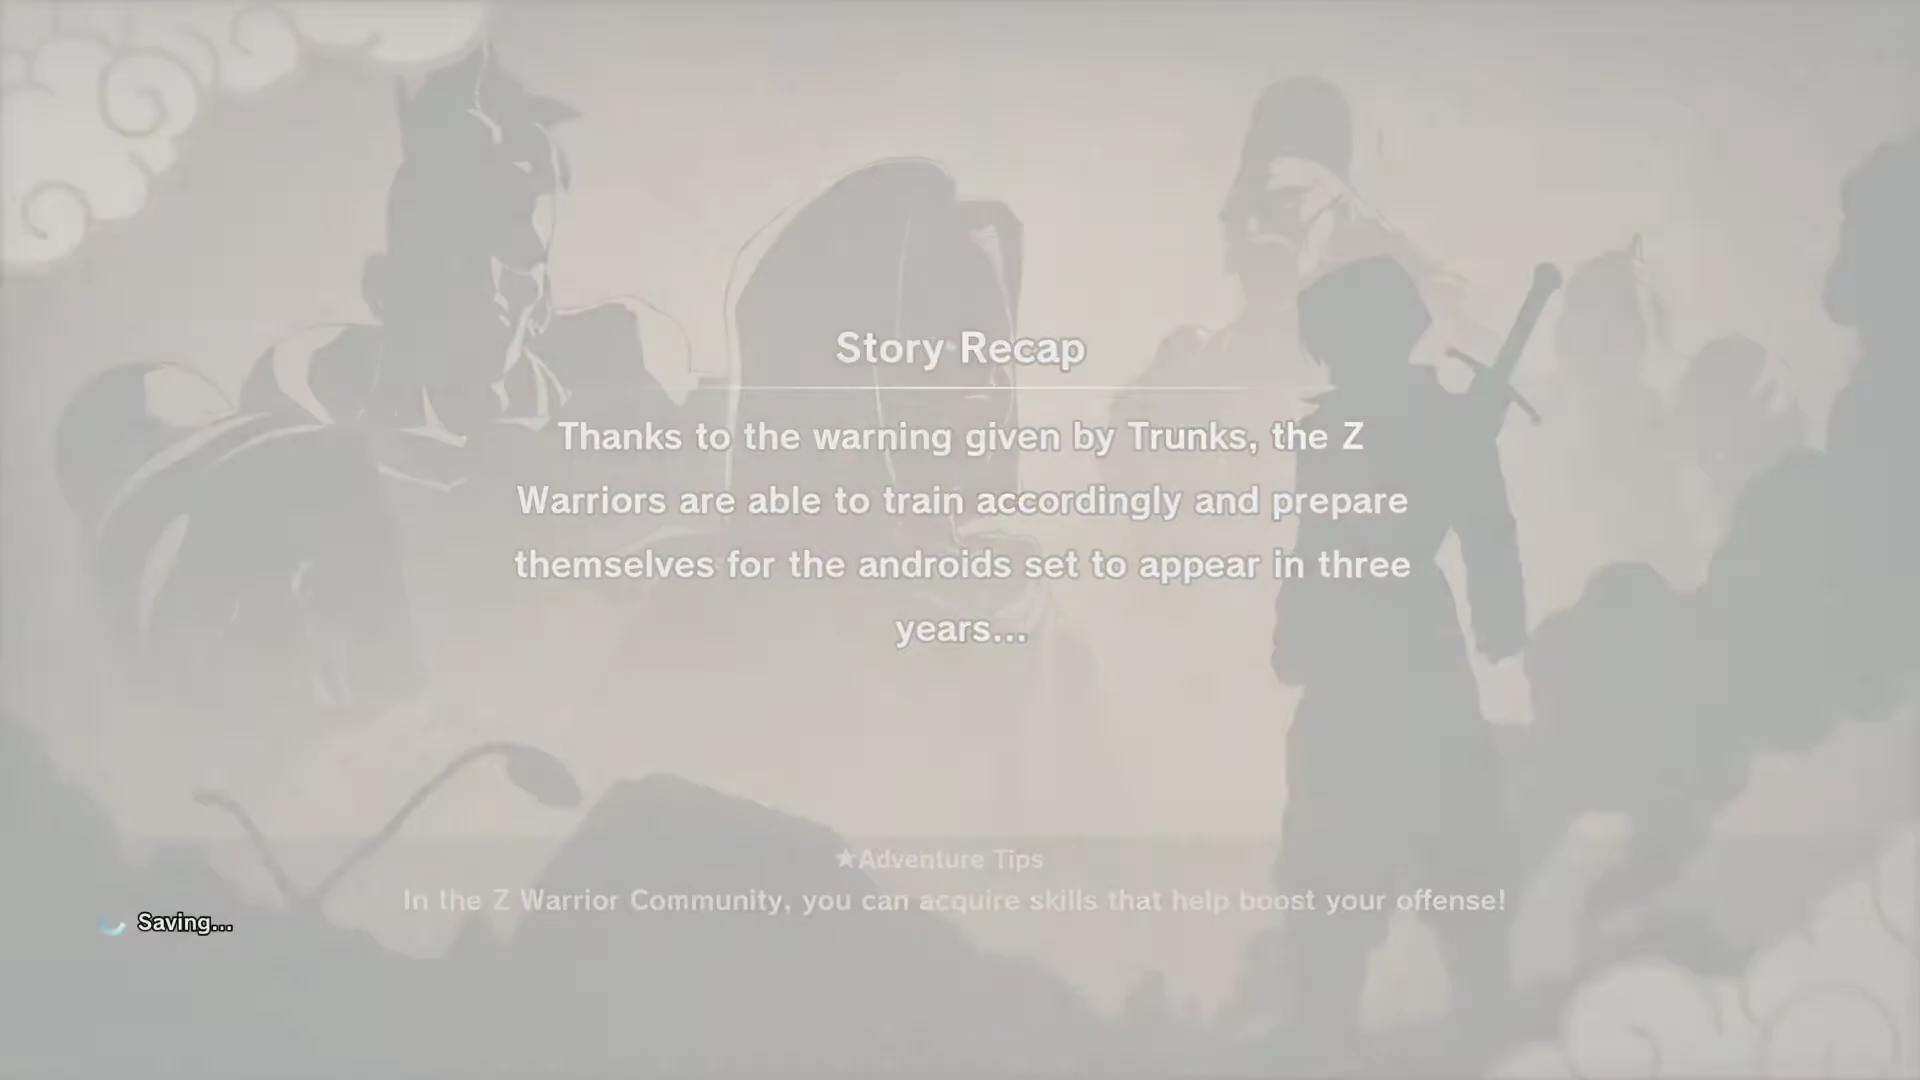 Story Recap
Thanks to the warning given by Trunks, the Z
Warriors are able to train accordingly and prepare
themselves for the androids set to appear in three
years...
★Adventure Tips
In the Z Warrior Community, you can acquire skills that help boost your offense!
Saving...